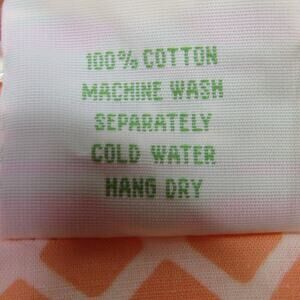 100% COTTON
MACHINE WASH
SEPARATELY
COLD WATER
HANG DRY